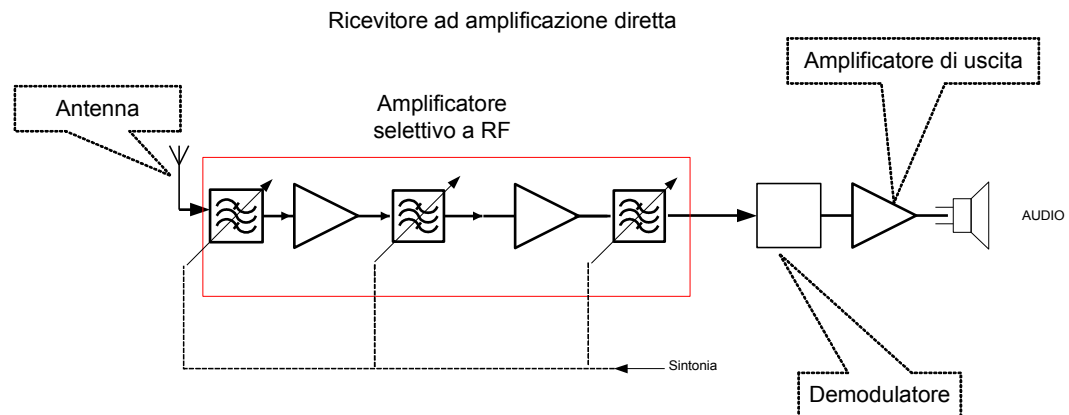 Ricevitore ad amplificazione diretta
Amplificatore di uscita
Antenna
Amplificatore
selettivo a RF
AUDIO
Sintonia
Demodulatore